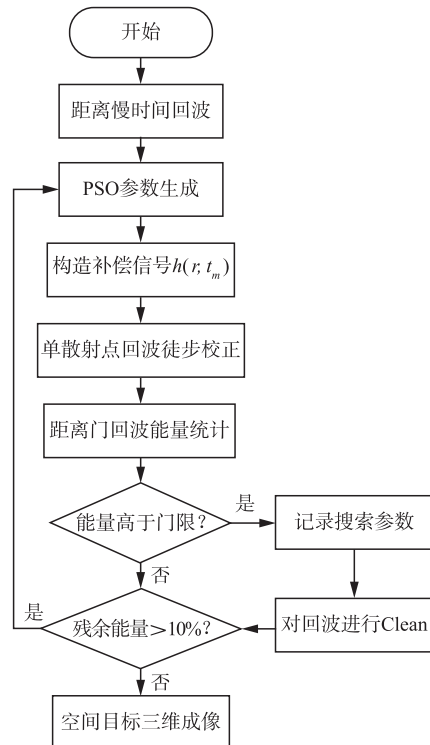 开始
距离慢时间回波
PSO参数生成
构造补偿信号h(r, t_m)
单散射点回波徒步校正
距离门回波能量统计
能量高于门限?
是
记录搜索参数
否
对回波进行Clean
残余能量>10%?
是
否
空间目标三维成像